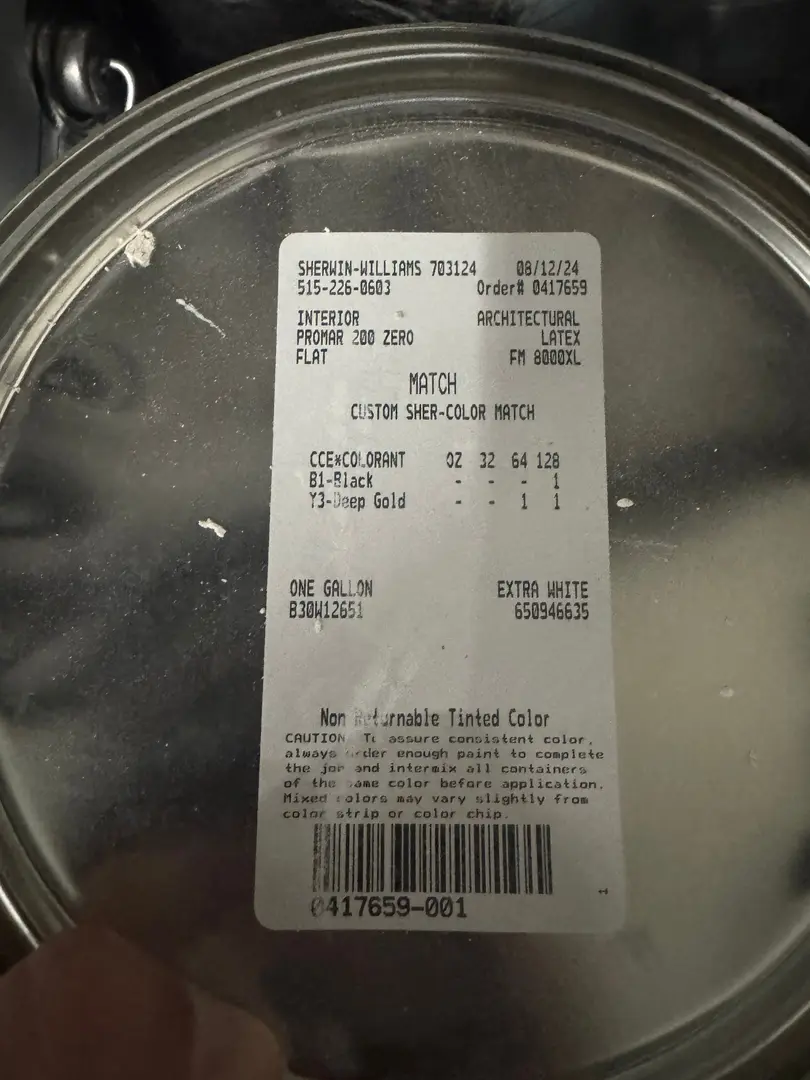 SHERWIN-WILLIAMS 703124 08/12/24
515-226-0603 Order# 0417659
INTERIOR ARCHITECTURAL
PROMAR 200 ZERO LATEX
FLAT FM 8000XL
MATCH
CUSTOM SHER-COLOR MATCH
CCE*COLORANT OZ 32 64 128
B1-Black - - - 1
Y3-Deep Gold - - 1 1
ONE GALLON EXTRA WHITE
B30W12651 650946635
Non Returnable Tinted Color
CAUTION To assure consistent color,
always order enough paint to complete
the job and intermix all containers
of the same color before application.
Mixed colors may vary slightly from
color strip or color chip.
0417659-001